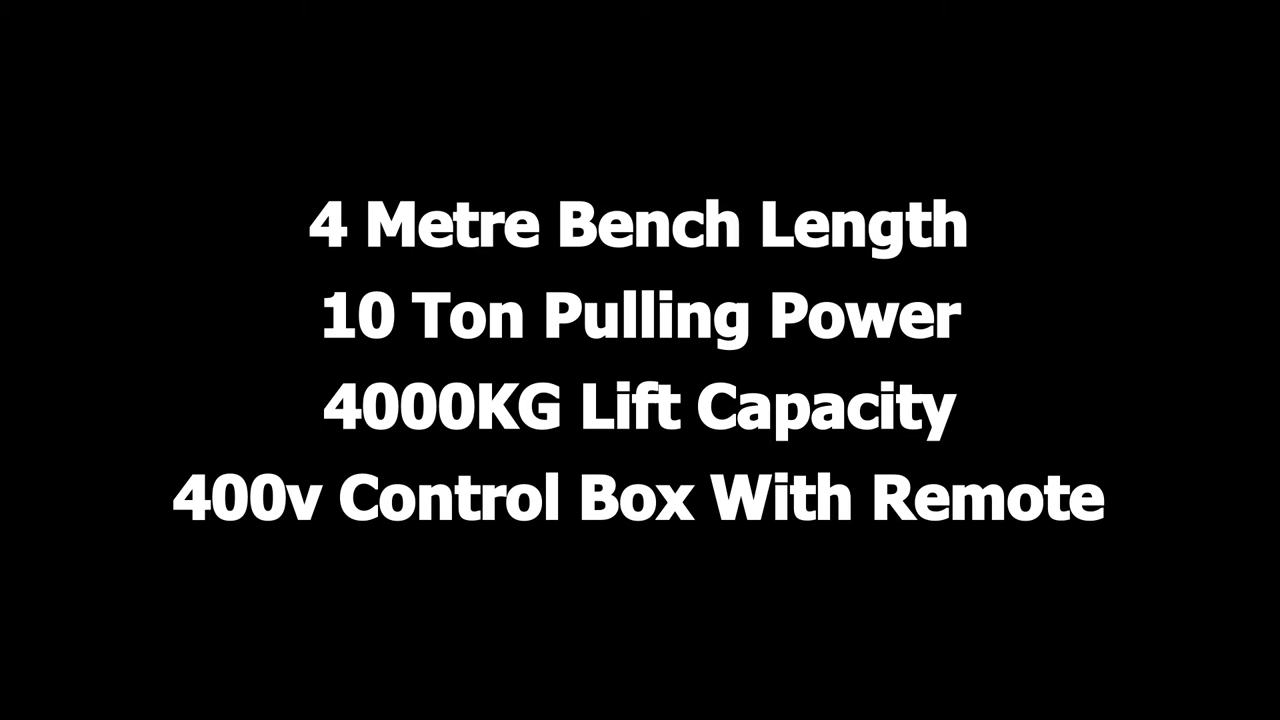 4 Metre Bench Length
10 Ton Pulling Power
4000KG Lift Capacity
400v Control Box With Remote